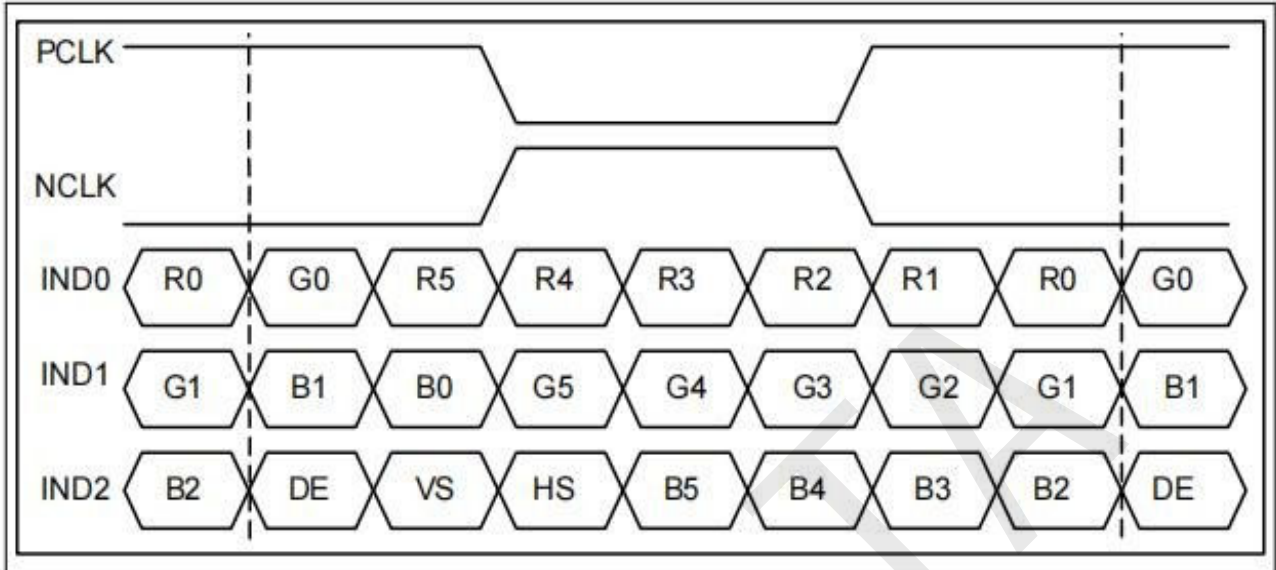 PCLK
NCLK
IND0 R0 G0 R5 R4 R3 R2 R1 R0 G0
IND1 G1 B1 B0 G5 G4 G3 G2 G1 B1
IND2 B2 DE VS HS B5 B4 B3 B2 DE
TA